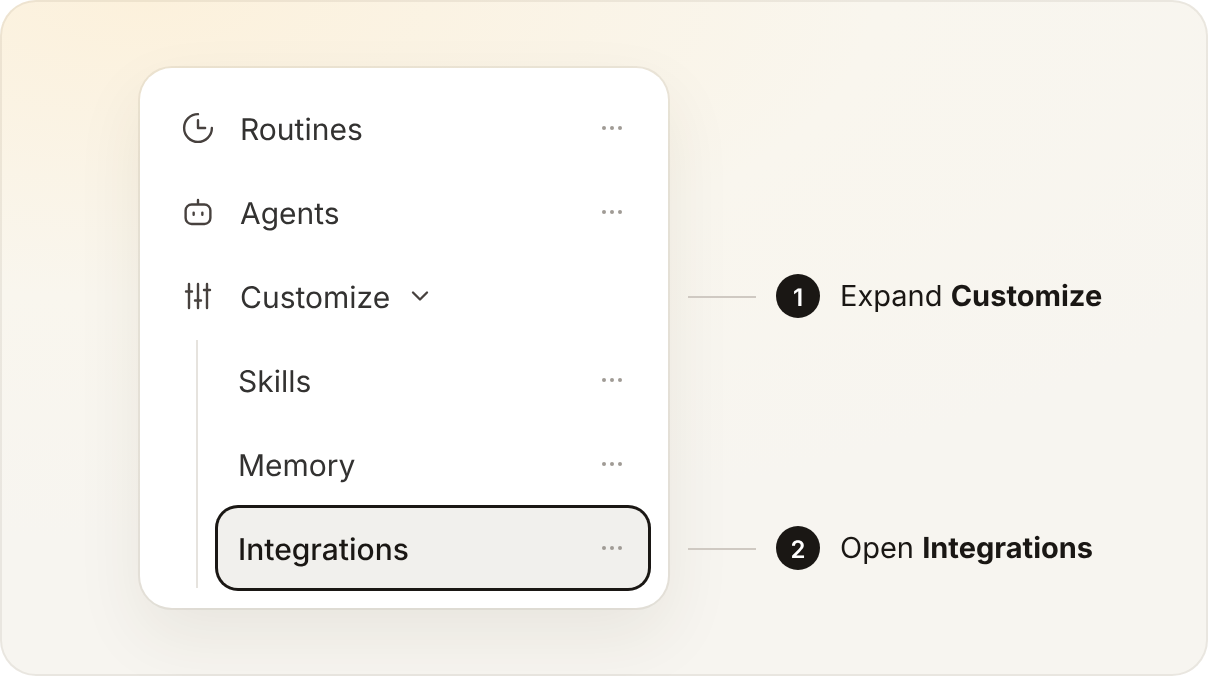 Routines
Agents
Customize
1 Expand Customize
Skills
Memory
Integrations
2 Open Integrations